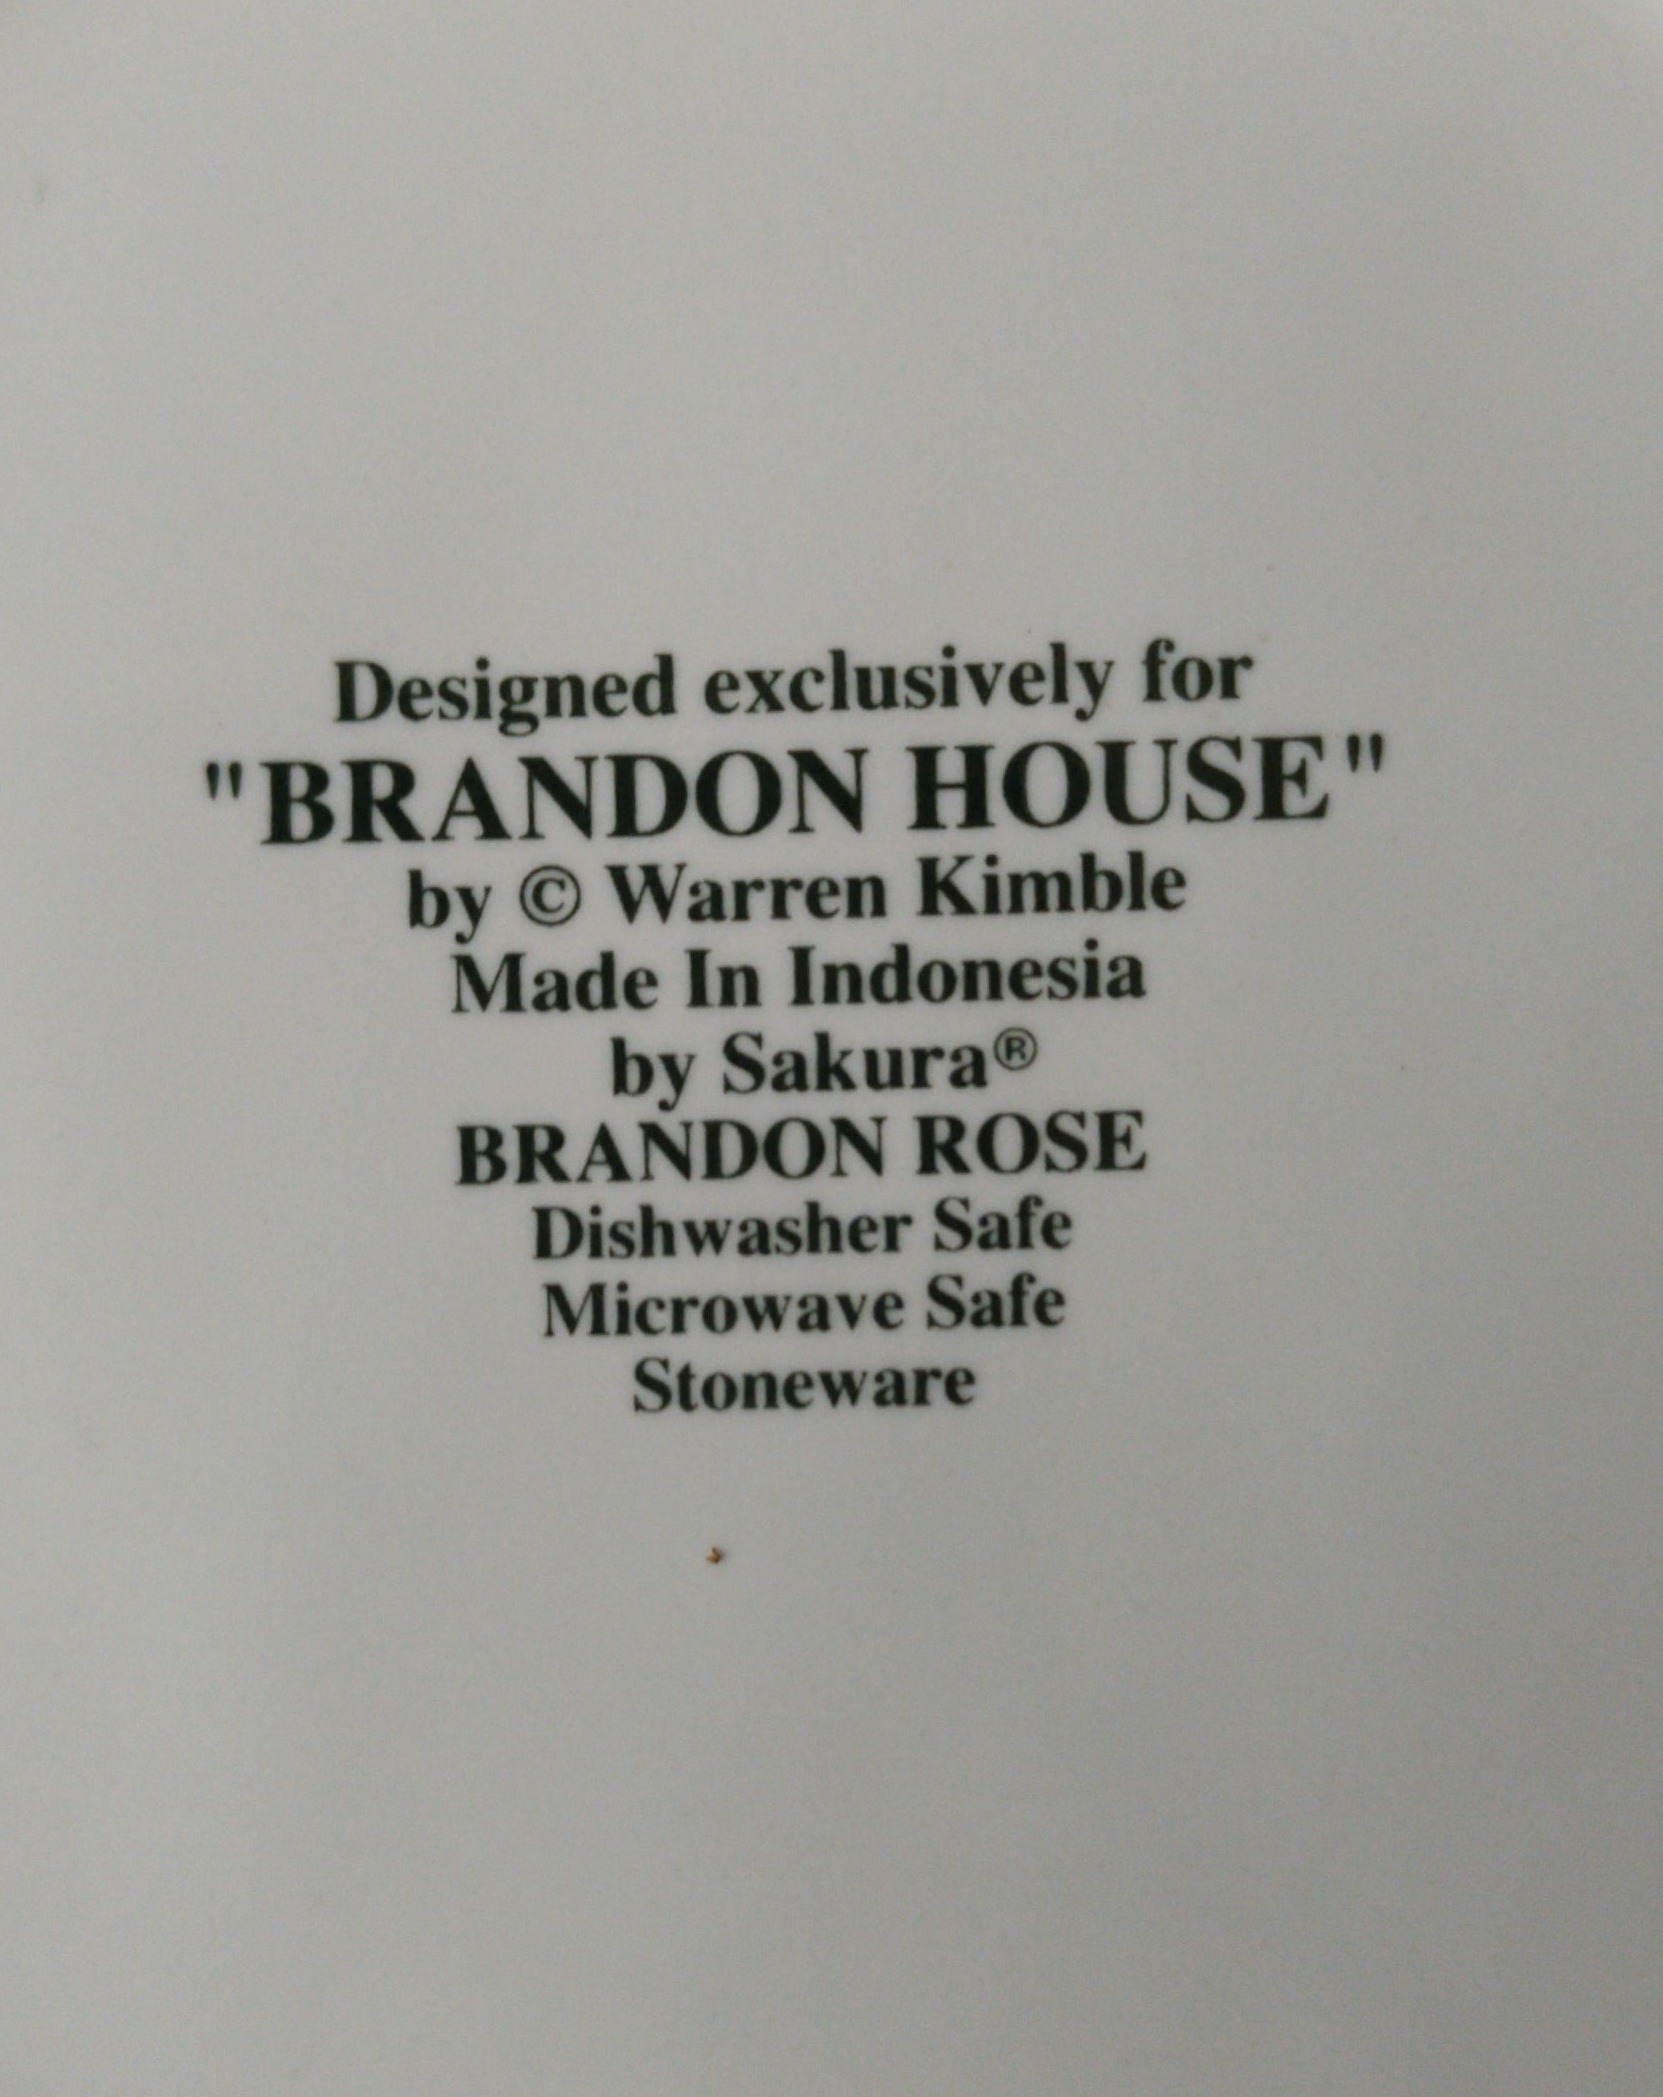 Designed exclusively for
"BRANDON HOUSE"
by © Warren Kimble
Made In Indonesia
by Sakura®
BRANDON ROSE
Dishwasher Safe
Microwave Safe
Stoneware